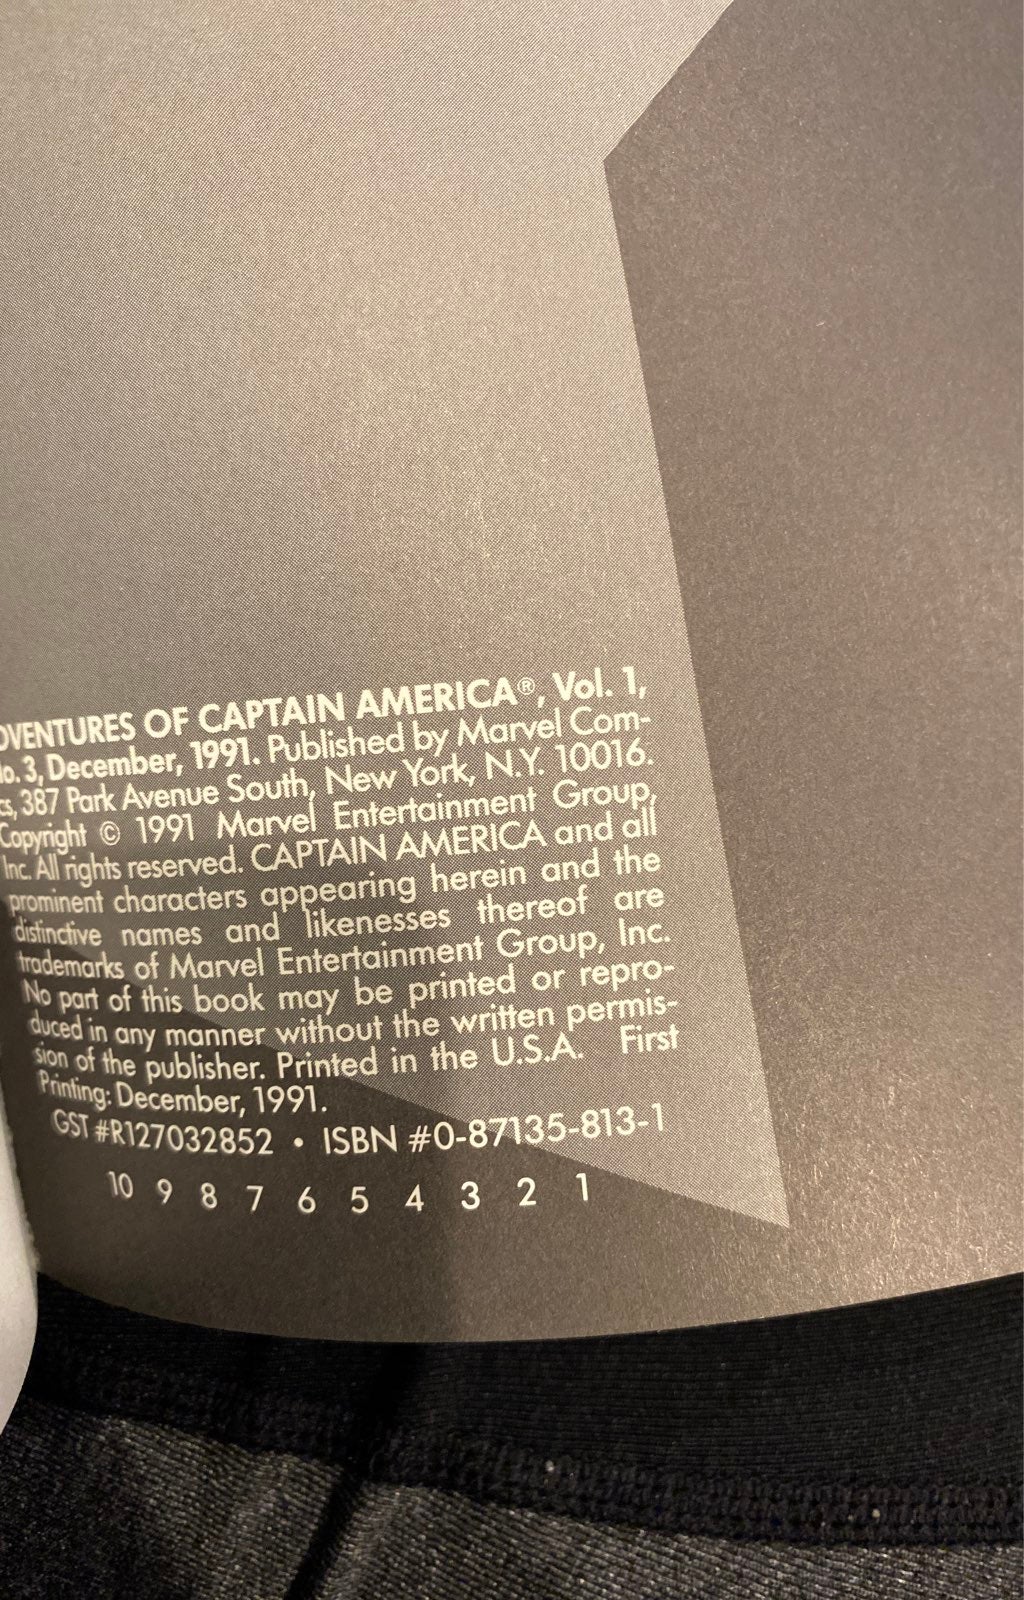 DVENTURES OF CAPTAIN AMERICA®, Vol. 1,
No. 3, December, 1991. Published by Marvel Com-
cs, 387 Park Avenue South, New York, N.Y. 10016.
Copyright © 1991 Marvel Entertainment Group,
Inc. All rights reserved. CAPTAIN AMERICA and all
prominent characters appearing herein and the
distinctive names and likenesses thereof are
trademarks of Marvel Entertainment Group, Inc.
No part of this book may be printed or repro-
duced in any manner without the written permis-
sion of the publisher. Printed in the U.S.A. First
Printing: December, 1991.
GST #R127032852 • ISBN #0-87135-813-1
10 9 8 7 6 5 4 3 2 1